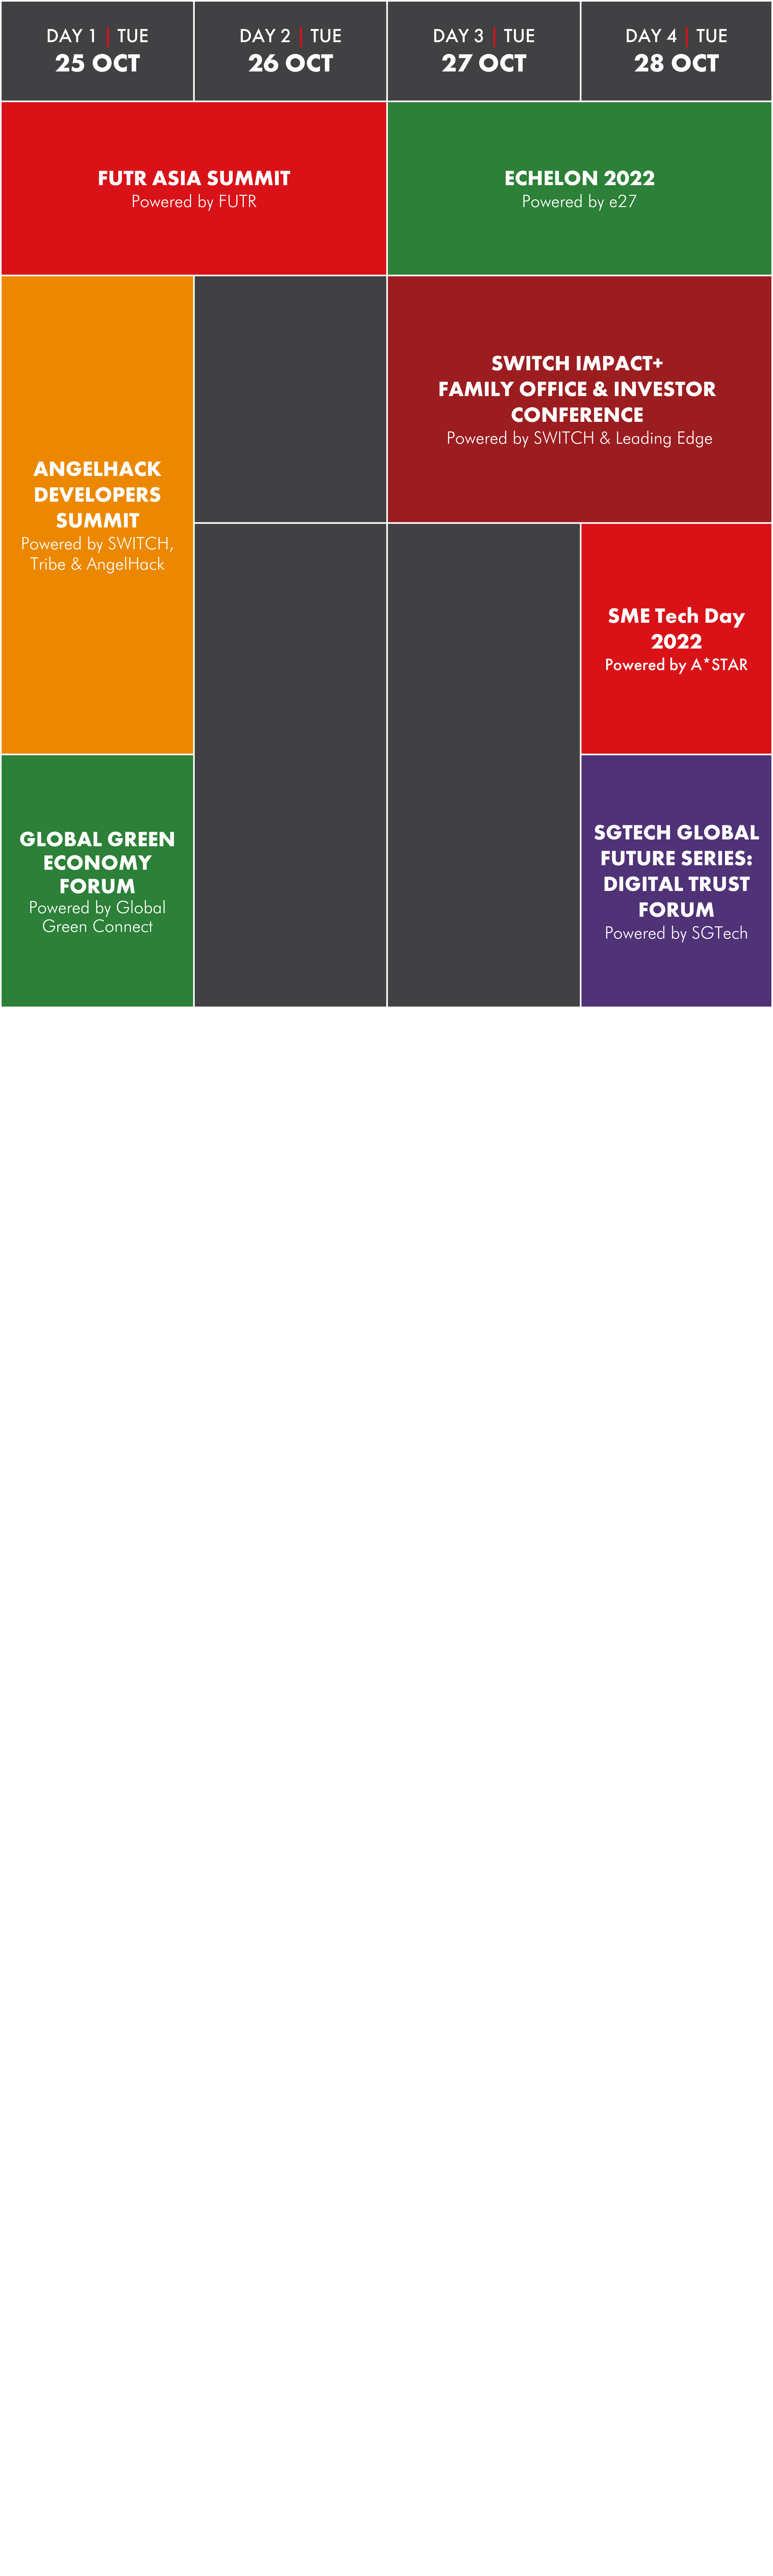 DAY 1 | TUE
25 OCT
DAY 2 | TUE
26 OCT
DAY 3 | TUE
27 OCT
DAY 4 | TUE
28 OCT
FUTR ASIA SUMMIT
Powered by FUTR
ECHELON 2022
Powered by e27
ANGELHACK
DEVELOPERS
SUMMIT
Powered by SWITCH,
Tribe & AngelHack
SWITCH IMPACT+
FAMILY OFFICE & INVESTOR
CONFERENCE
Powered by SWITCH & Leading Edge
SME Tech Day
2022
Powered by A*STAR
GLOBAL GREEN
ECONOMY
FORUM
Powered by Global
Green Connect
SGTECH GLOBAL
FUTURE SERIES:
DIGITAL TRUST
FORUM
Powered by SGTech